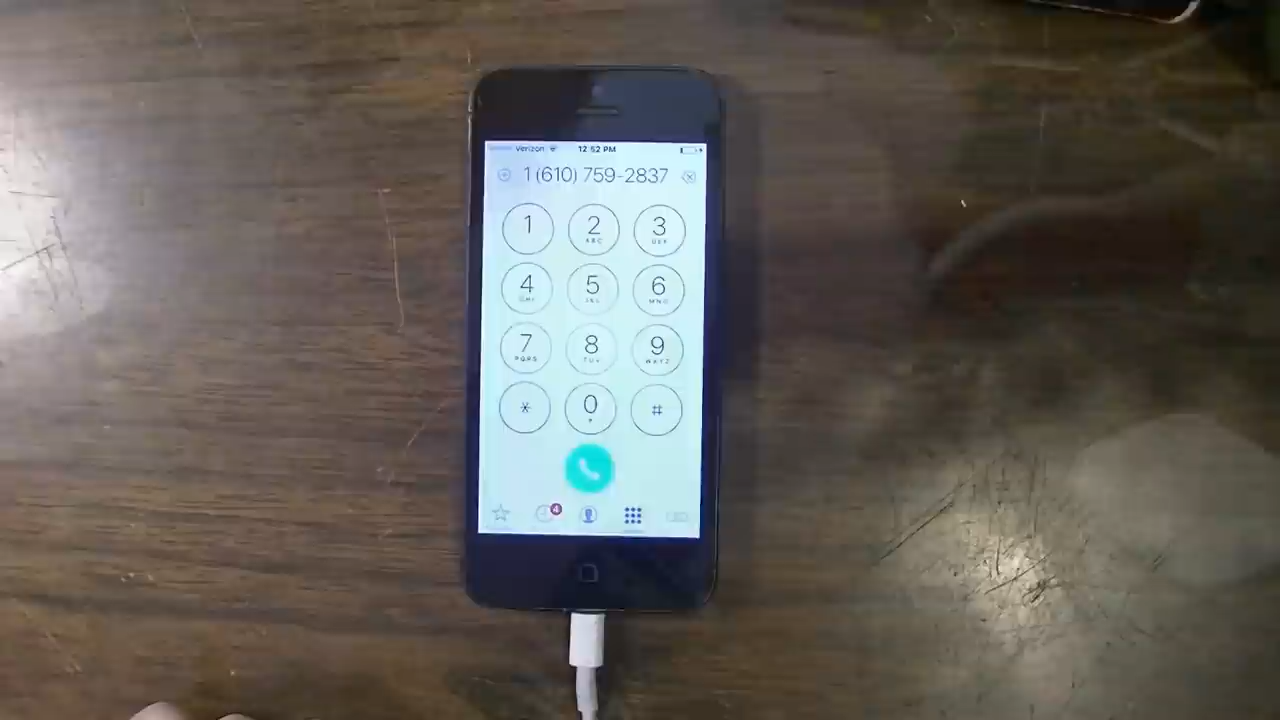 Verizon 12:52 PM
1 (610) 759-2837
1 2 3
ABC DEF
4 5 6
GHI JKL MNO
7 8 9
PQRS TUV WXYZ
* 0 #
+
4